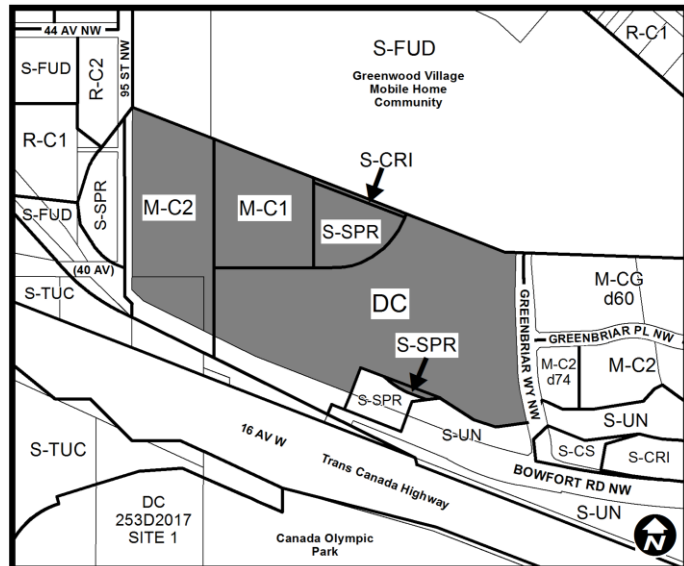 44 AV NW
S-FUD
R-C2
95 ST NW
S-FUD
Greenwood Village
Mobile Home
Community
R-C1
R-C1
S-SPR
S-FUD
(40 AV)
S-TUC
M-C2
M-C1
S-CRI
S-SPR
DC
S-SPR
S-SPR
S-UN
GREENBRIAR WY NW
M-CG
d60
GREENBRIAR PL NW
M-C2
d74
M-C2
S-UN
S-CS
S-CRI
BOWFORT RD NW
S-UN
16 AV W
Trans Canada Highway
S-TUC
DC
253D2017
SITE 1
Canada Olympic
Park
N